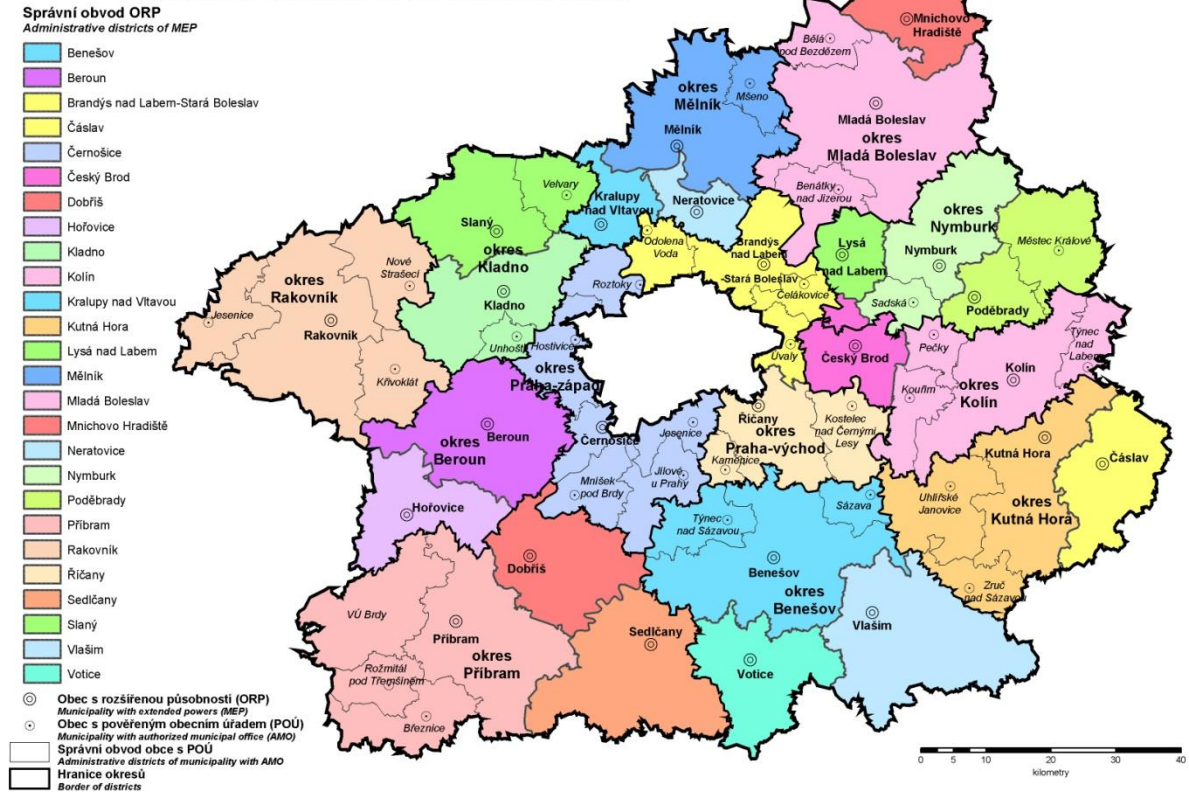 Správní obvod ORP
Administrative districts of MEP
Benešov
Beroun
Brandýs nad Labem-Stará Boleslav
Čáslav
Černošice
Český Brod
Dobříš
Hořovice
Kladno
Kolín
Kralupy nad Vltavou
Kutná Hora
Lysá nad Labem
Mělník
Mladá Boleslav
Mnichovo Hradiště
Neratovice
Nymburk
Poděbrady
Příbram
Rakovník
Říčany
Sedlčany
Slaný
Vlašim
Votice
Obec s rozšířenou působností (ORP)
Municipality with extended powers (MEP)
Obec s pověřeným obecním úřadem (POÚ)
Municipality with authorized municipal office (AMO)
Správní obvod obce s POÚ
Administrative districts of municipality with AMO
Hranice okresů
Border of districts
Mnichovo
Hradiště
Bělá
pod Bezdězem
okres
Mělník
Mšeno
Mělník
Mladá Boleslav
okres
Mladá Boleslav
Benátky
nad Jizerou
Velvary
Slaný
okres
Kladno
Kladno
Unhošť
Kralupy
nad Vltavou
Neratovice
Odolena
Voda
Brandýs
nad Labem
Stará Boleslav
Čelákovice
Úvaly
Lysá
nad Labem
okres
Nymburk
Nymburk
Sadská
Městec Králové
Poděbrady
Nové
Strašecí
okres
Rakovník
Jesenice
Rakovník
Křivoklát
Roztoky
Hostivice
okres
Praha-západ
Černošice
Jesenice
Mníšek
pod Brdy
Jílové
u Prahy
Český Brod
Pečky
Týnec
nad
Labem
Kolín
Kouřim
okres
Kolín
okres
Beroun
Beroun
Hořovice
Říčany
okres
Praha-východ
Kostelec
nad Černými
Lesy
Kamenice
Kutná Hora
Čáslav
Uhlířské
Janovice
okres
Kutná Hora
Zruč
nad Sázavou
Týnec
nad Sázavou
Sázava
Benešov
okres
Benešov
Vlašim
Votice
Dobříš
Sedlčany
VÚ Brdy
Příbram
okres
Příbram
Rožmitál
pod Třemšínem
Březnice
0 5 10 20 30 40
kilometry